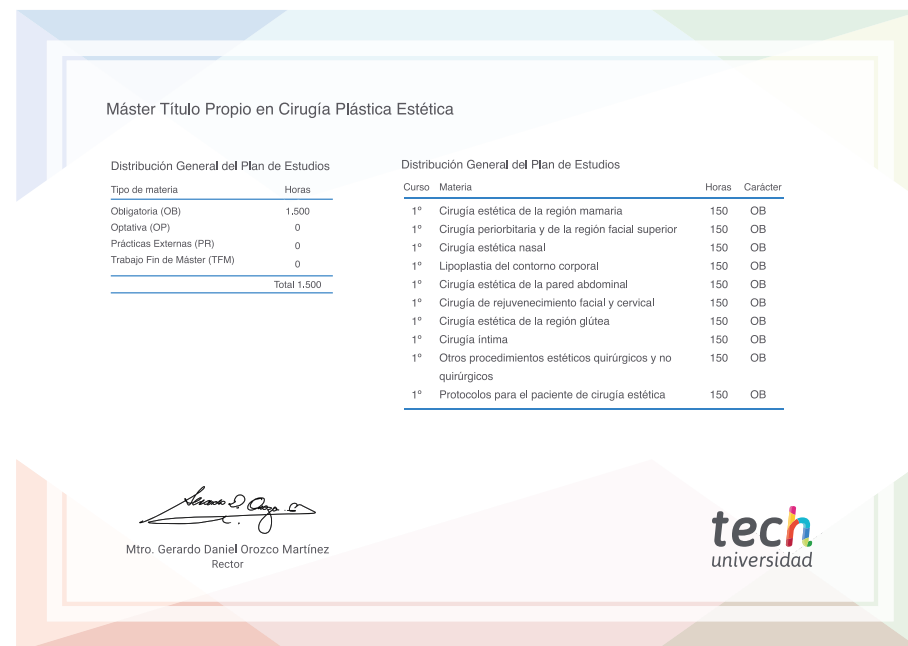 Máster Título Propio en Cirugía Plástica Estética
Distribución General del Plan de Estudios
Tipo de materia Horas
Obligatoria (OB) 1.500
Optativa (OP) 0
Prácticas Externas (PR) 0
Trabajo Fin de Máster (TFM) 0
Total 1.500
Distribución General del Plan de Estudios
Curso Materia Horas Carácter
1º Cirugía estética de la región mamaria 150 OB
1º Cirugía periorbitaria y de la región facial superior 150 OB
1º Cirugía estética nasal 150 OB
1º Lipoplastia del contorno corporal 150 OB
1º Cirugía estética de la pared abdominal 150 OB
1º Cirugía de rejuvenecimiento facial y cervical 150 OB
1º Cirugía estética de la región glútea 150 OB
1º Cirugía íntima 150 OB
1º Otros procedimientos estéticos quirúrgicos y no 150 OB
quirúrgicos
1º Protocolos para el paciente de cirugía estética 150 OB
Mtro. Gerardo Daniel Orozco Martínez
Rector
tech
universidad